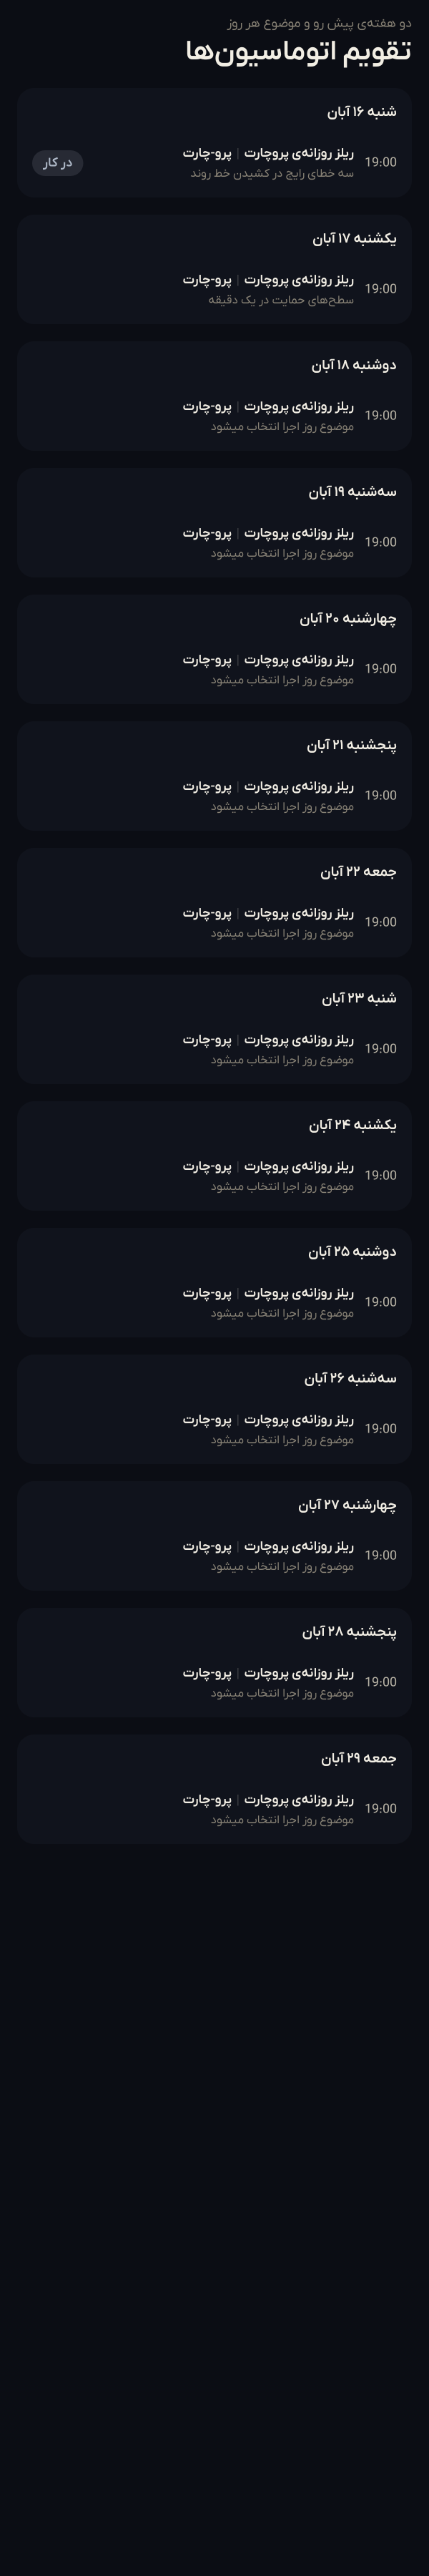 دو هفته‌ی پیش رو و موضوع هر روز
تقویم اتوماسیون‌ها
شنبه ۱۶ آبان
19:00
ریلز روزانه‌ی پروچارت | پرو-چارت
سه خطای رایج در کشیدن خط روند
در کار
یکشنبه ۱۷ آبان
19:00
ریلز روزانه‌ی پروچارت | پرو-چارت
سطح‌های حمایت در یک دقیقه
دوشنبه ۱۸ آبان
19:00
ریلز روزانه‌ی پروچارت | پرو-چارت
موضوع روز اجرا انتخاب میشود
سه‌شنبه ۱۹ آبان
19:00
ریلز روزانه‌ی پروچارت | پرو-چارت
موضوع روز اجرا انتخاب میشود
چهارشنبه ۲۰ آبان
19:00
ریلز روزانه‌ی پروچارت | پرو-چارت
موضوع روز اجرا انتخاب میشود
پنجشنبه ۲۱ آبان
19:00
ریلز روزانه‌ی پروچارت | پرو-چارت
موضوع روز اجرا انتخاب میشود
جمعه ۲۲ آبان
19:00
ریلز روزانه‌ی پروچارت | پرو-چارت
موضوع روز اجرا انتخاب میشود
شنبه ۲۳ آبان
19:00
ریلز روزانه‌ی پروچارت | پرو-چارت
موضوع روز اجرا انتخاب میشود
یکشنبه ۲۴ آبان
19:00
ریلز روزانه‌ی پروچارت | پرو-چارت
موضوع روز اجرا انتخاب میشود
دوشنبه ۲۵ آبان
19:00
ریلز روزانه‌ی پروچارت | پرو-چارت
موضوع روز اجرا انتخاب میشود
سه‌شنبه ۲۶ آبان
19:00
ریلز روزانه‌ی پروچارت | پرو-چارت
موضوع روز اجرا انتخاب میشود
چهارشنبه ۲۷ آبان
19:00
ریلز روزانه‌ی پروچارت | پرو-چارت
موضوع روز اجرا انتخاب میشود
پنجشنبه ۲۸ آبان
19:00
ریلز روزانه‌ی پروچارت | پرو-چارت
موضوع روز اجرا انتخاب میشود
جمعه ۲۹ آبان
19:00
ریلز روزانه‌ی پروچارت | پرو-چارت
موضوع روز اجرا انتخاب میشود